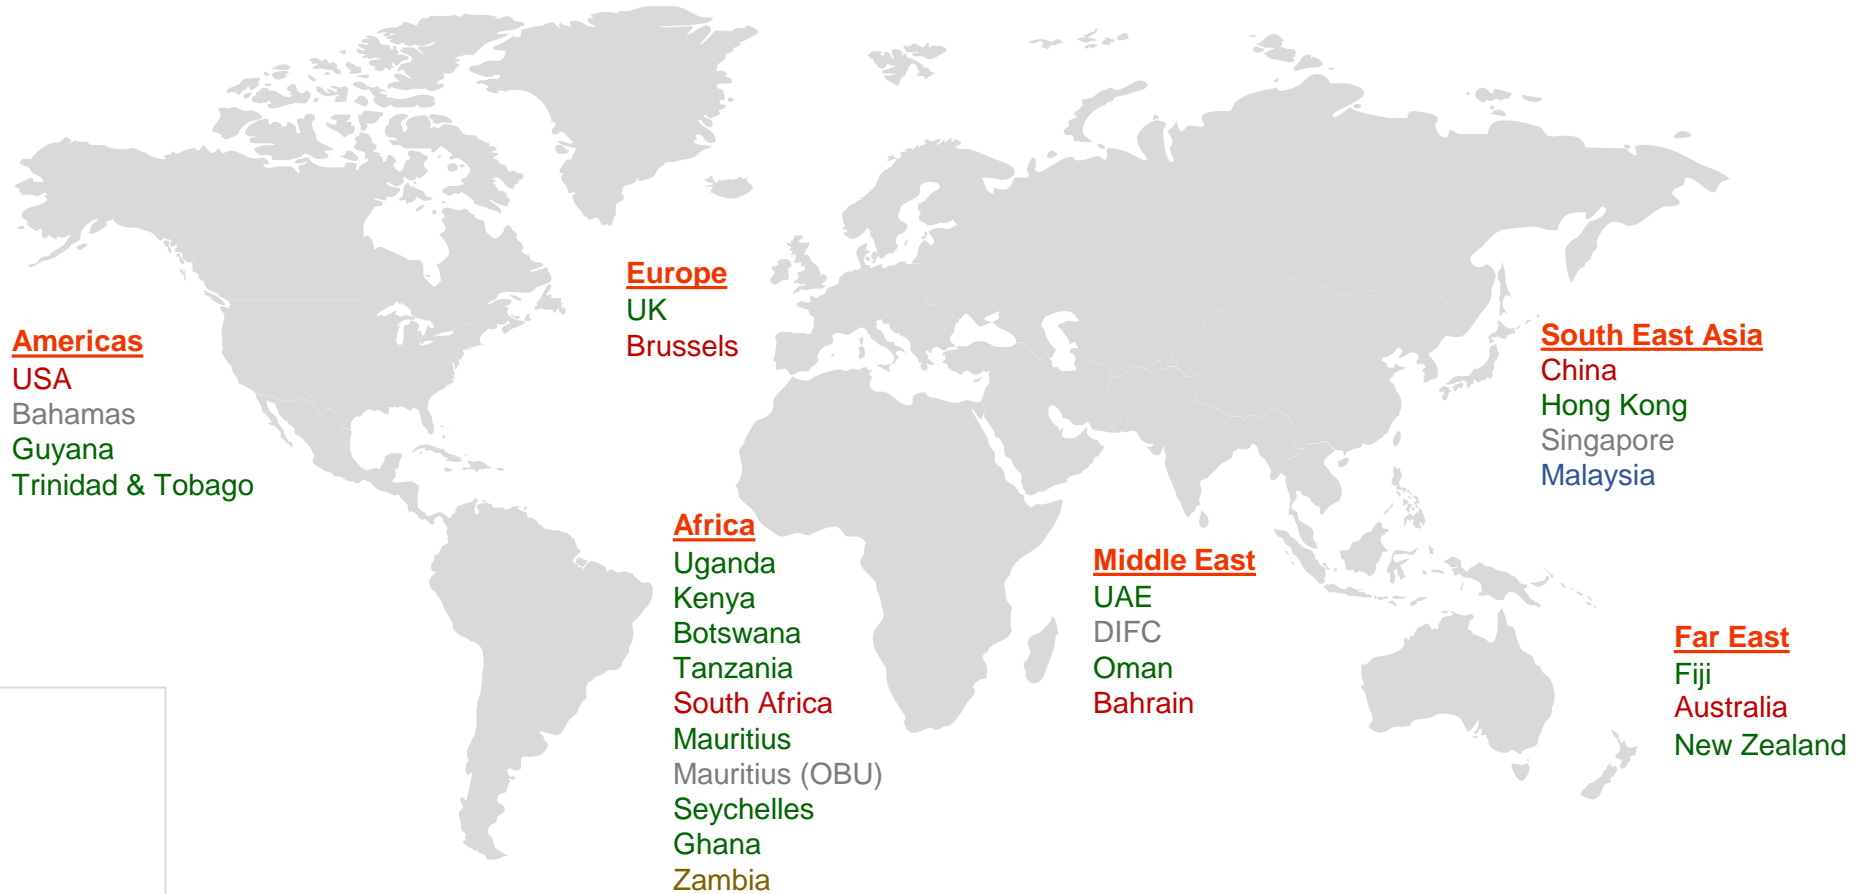 Europe
UK
Brussels
Americas
USA
Bahamas
Guyana
Trinidad & Tobago
South East Asia
China
Hong Kong
Singapore
Malaysia
Africa
Uganda
Kenya
Botswana
Tanzania
South Africa
Mauritius
Mauritius (OBU)
Seychelles
Ghana
Zambia
Middle East
UAE
DIFC
Oman
Bahrain
Far East
Fiji
Australia
New Zealand